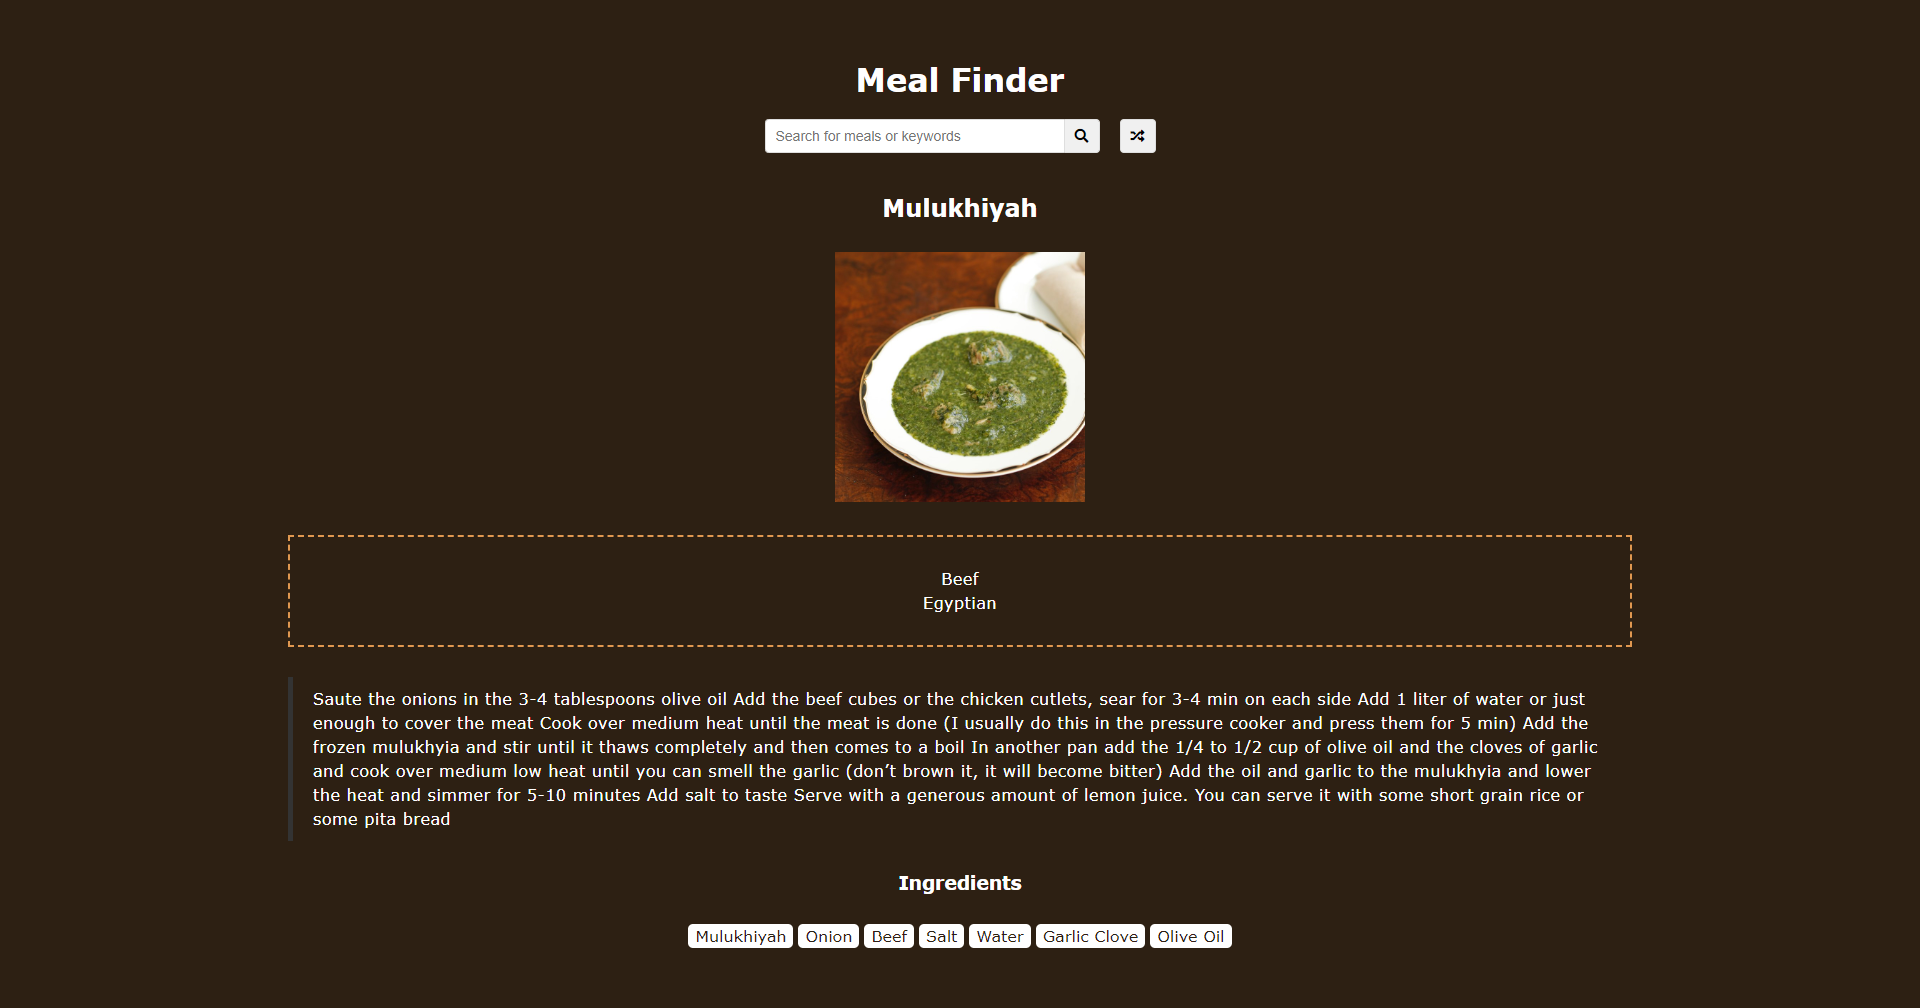 Meal Finder
Search for meals or keywords
Mulukhiyah
Beef
Egyptian
Saute the onions in the 3-4 tablespoons olive oil Add the beef cubes or the chicken cutlets, sear for 3-4 min on each side Add 1 liter of water or just
enough to cover the meat Cook over medium heat until the meat is done (I usually do this in the pressure cooker and press them for 5 min) Add the
frozen mulukhyia and stir until it thaws completely and then comes to a boil In another pan add the 1/4 to 1/2 cup of olive oil and the cloves of garlic
and cook over medium low heat until you can smell the garlic (don’t brown it, it will become bitter) Add the oil and garlic to the mulukhyia and lower
the heat and simmer for 5-10 minutes Add salt to taste Serve with a generous amount of lemon juice. You can serve it with some short grain rice or
some pita bread
Ingredients
Mulukhiyah Onion Beef Salt Water Garlic Clove Olive Oil